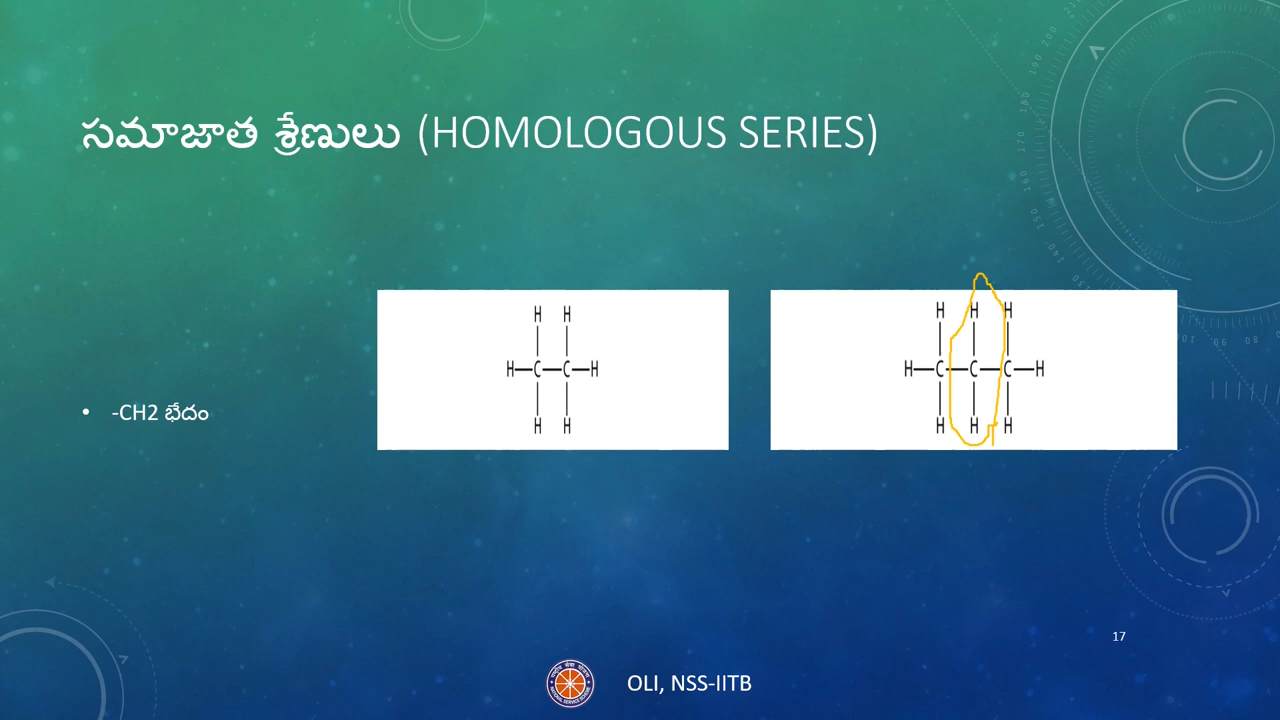 సమాజాత శ్రేణులు (HOMOLOGOUS SERIES)
H H
H C C H
H H
H H H
H C C C H
H H H
• -CH2 భేదం
17
OLI, NSS-IITB